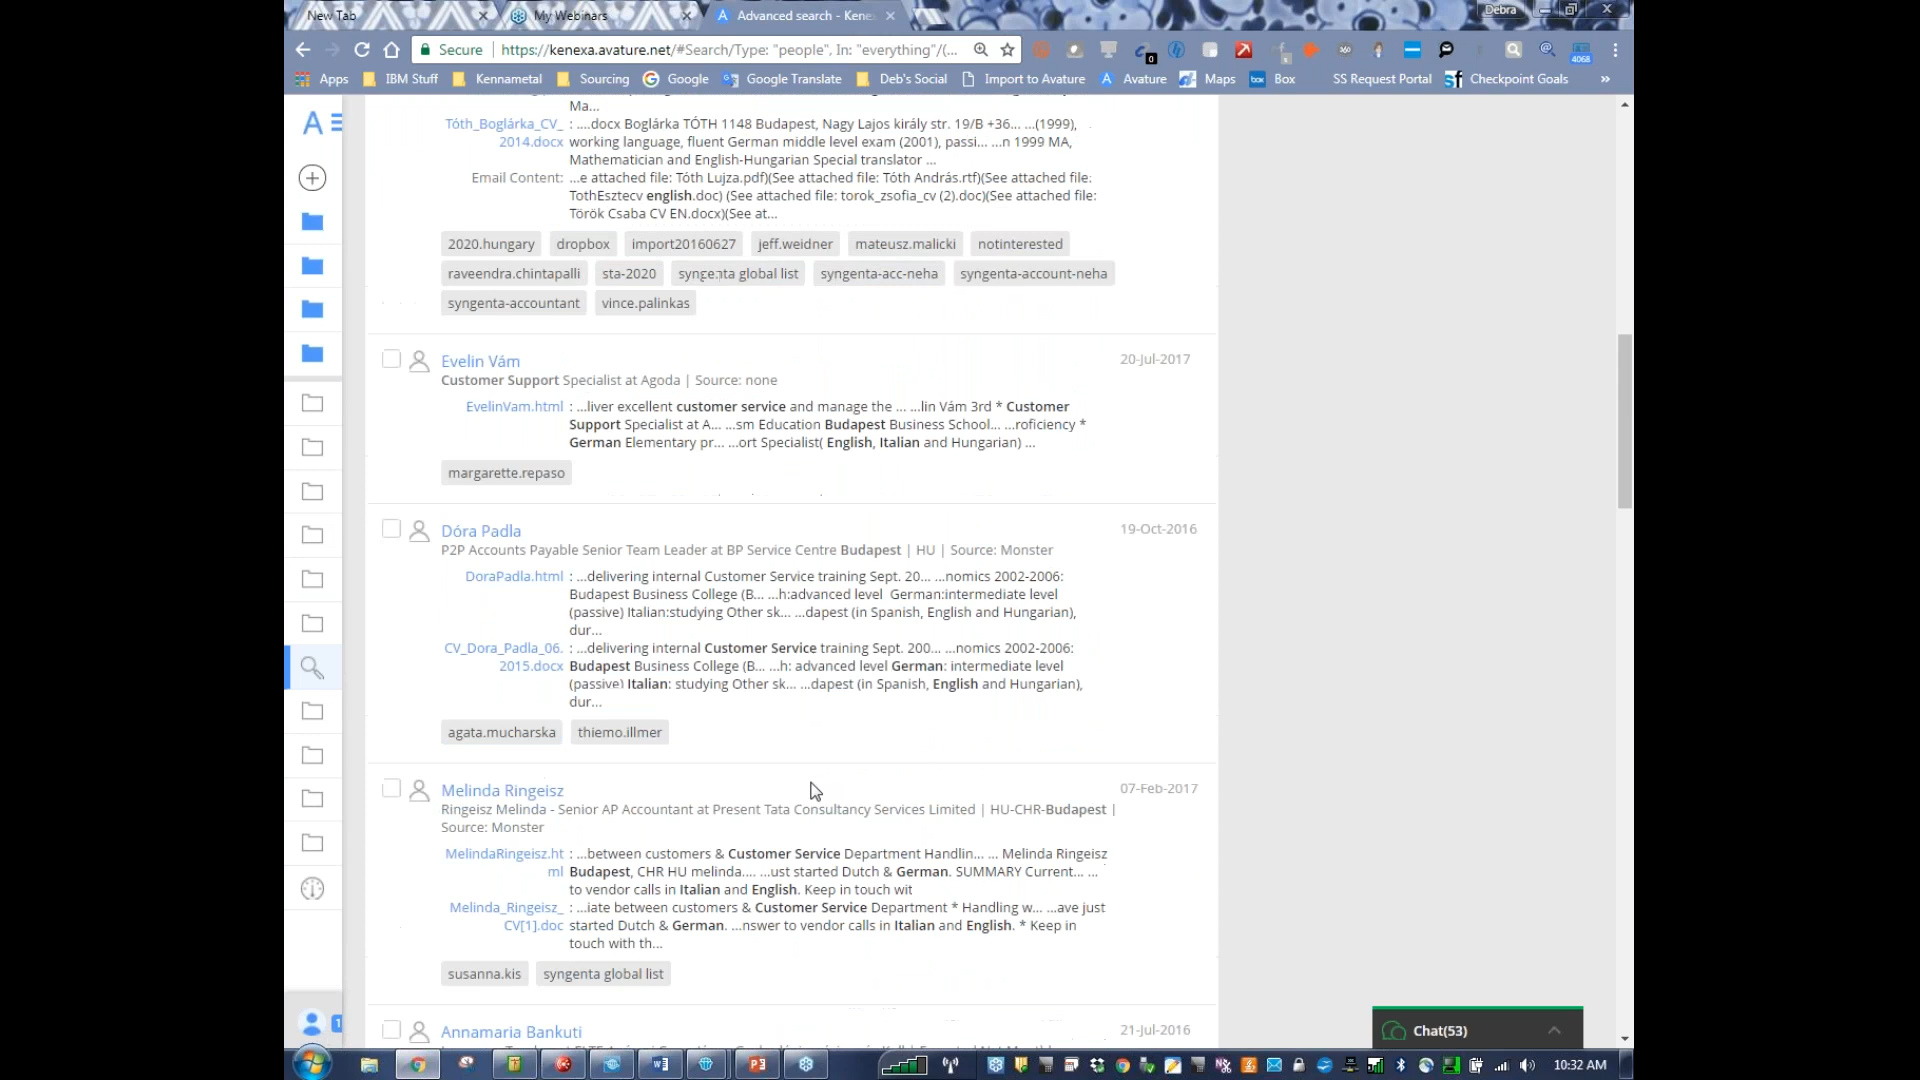 New Tab
My Webinars
Advanced search - Kenex
Debra
Secure
https://kenexa.avature.net/#Search/Type: "people", In: "everything"/(...
Apps
IBM Stuff
Kennametal
Sourcing
Google
Google Translate
Deb's Social
Import to Avature
Avature
Maps
Box
SS Request Portal
Checkpoint Goals
»
4068
Ma...
Tóth_Boglárka_CV_2014.docx : ....docx Boglárka TÓTH 1148 Budapest, Nagy Lajos király str. 19/B +36... ...(1999),
working language, fluent German middle level exam (2001), passi... ...n 1999 MA,
Mathematician and English-Hungarian Special translator ...
Email Content: ...e attached file: Tóth Lujza.pdf)(See attached file: Tóth András.rtf)(See attached file:
TothEsztecv english.doc) (See attached file: torok_zsofia_cv (2).doc)(See attached file:
Török Csaba CV EN.docx)(See at...
2020.hungary dropbox import20160627 jeff.weidner mateusz.malicki notinterested
raveendra.chintapalli sta-2020 syngenta global list syngenta-acc-neha syngenta-account-neha
syngenta-accountant vince.palinkas
Evelin Vám 20-Jul-2017
Customer Support Specialist at Agoda | Source: none
EvelinVam.html : ...liver excellent customer service and manage the ... ...lin Vám 3rd * Customer
Support Specialist at A... ...sm Education Budapest Business School... ...roficiency *
German Elementary pr... ...ort Specialist( English, Italian and Hungarian) ...
margarette.repaso
Dóra Padla 19-Oct-2016
P2P Accounts Payable Senior Team Leader at BP Service Centre Budapest | HU | Source: Monster
DoraPadla.html : ...delivering internal Customer Service training Sept. 20... ...nomics 2002-2006:
Budapest Business College (B... ...h:advanced level German:intermediate level
(passive) Italian:studying Other sk... ...dapest (in Spanish, English and Hungarian),
dur...
CV_Dora_Padla_06.2015.docx : ...delivering internal Customer Service training Sept. 200... ...nomics 2002-2006:
Budapest Business College (B... ...h: advanced level German: intermediate level
(passive) Italian: studying Other sk... ...dapest (in Spanish, English and Hungarian),
dur...
agata.mucharska thiemo.illmer
Melinda Ringeisz 07-Feb-2017
Ringeisz Melinda - Senior AP Accountant at Present Tata Consultancy Services Limited | HU-CHR-Budapest |
Source: Monster
MelindaRingeisz.html : ...between customers & Customer Service Department Handlin... ... Melinda Ringeisz
Budapest, CHR HU melinda.... ...ust started Dutch & German. SUMMARY Current... ...
to vendor calls in Italian and English. Keep in touch wit
Melinda_Ringeisz_CV[1].doc : ...iate between customers & Customer Service Department * Handling w... ...ave just
started Dutch & German. ...nswer to vendor calls in Italian and English. * Keep in
touch with th...
susanna.kis syngenta global list
Annamaria Bankuti 21-Jul-2016
Chat(53)
10:32 AM